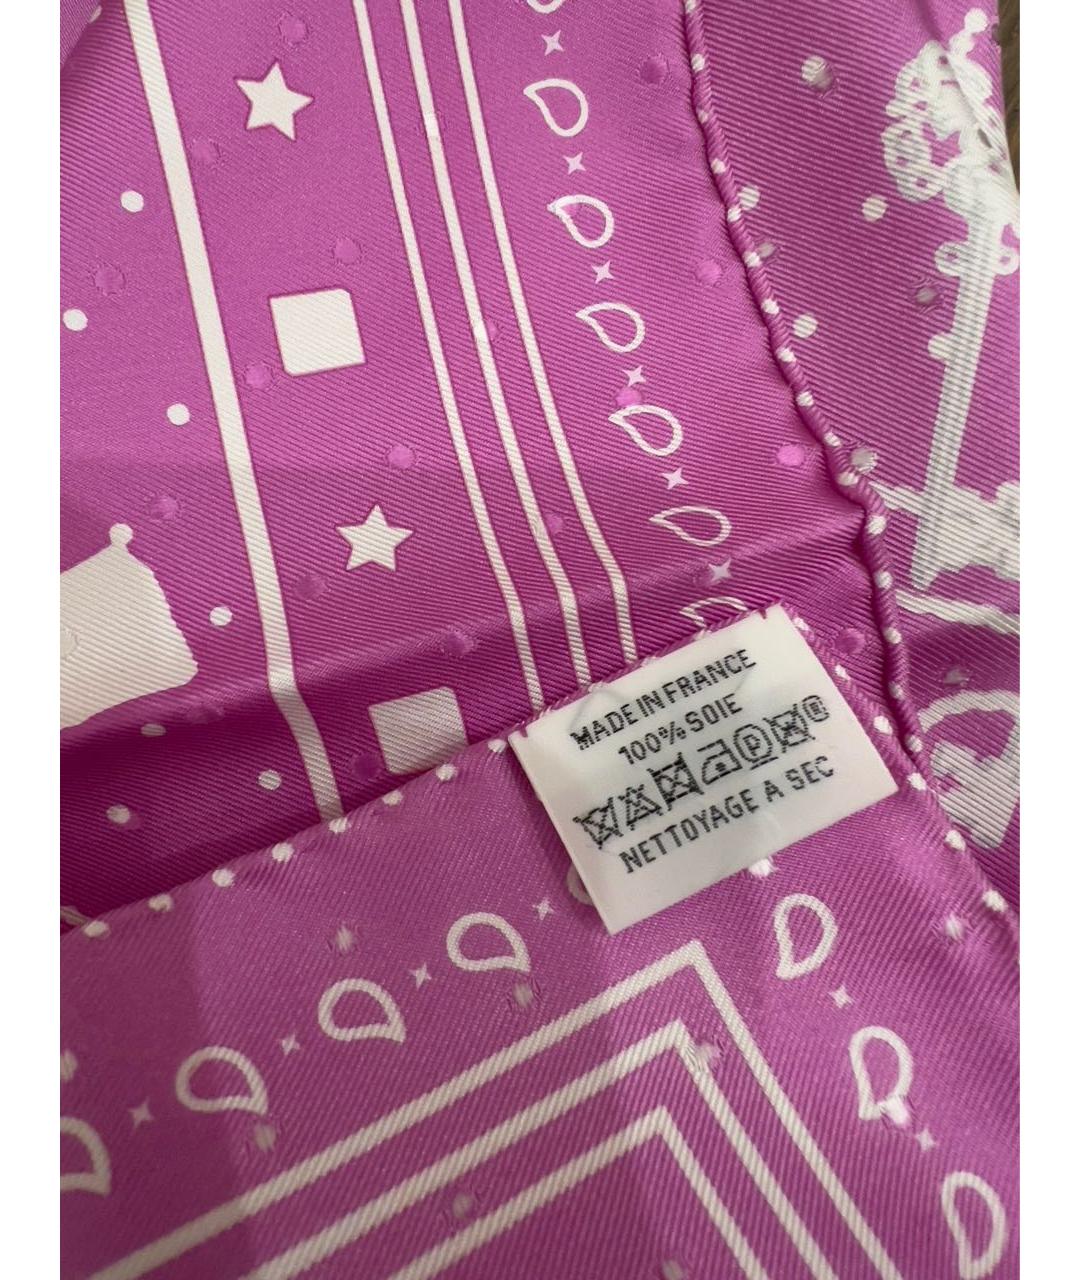 MADE IN FRANCE
100% SOIE
NETTOYAGE A SEC